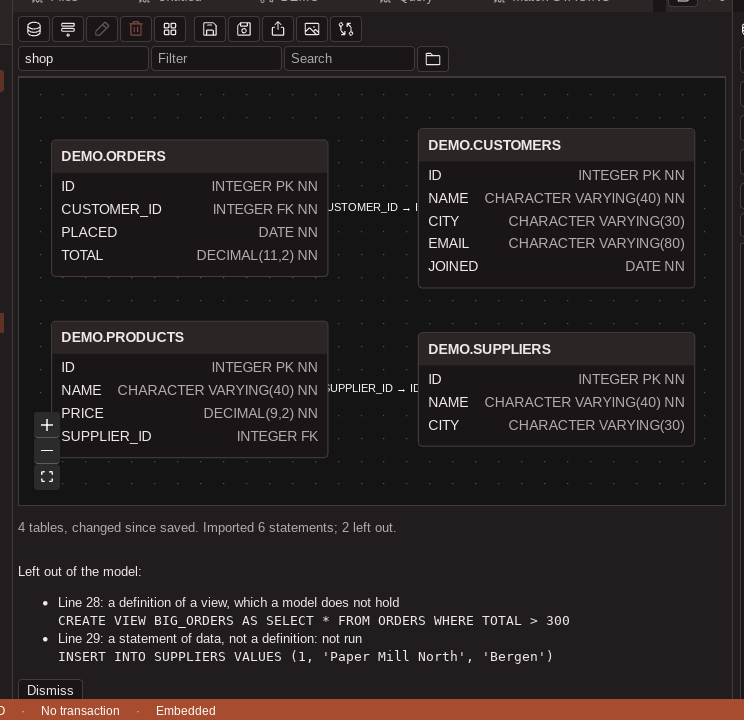 shop
Filter
Search
DEMO.ORDERS
ID INTEGER PK NN
CUSTOMER_ID INTEGER FK NN
PLACED DATE NN
TOTAL DECIMAL(11,2) NN
USTOMER_ID → I
DEMO.CUSTOMERS
ID INTEGER PK NN
NAME CHARACTER VARYING(40) NN
CITY CHARACTER VARYING(30)
EMAIL CHARACTER VARYING(80)
JOINED DATE NN
DEMO.PRODUCTS
ID INTEGER PK NN
NAME CHARACTER VARYING(40) NN
PRICE DECIMAL(9,2) NN
SUPPLIER_ID INTEGER FK
SUPPLIER_ID → ID
DEMO.SUPPLIERS
ID INTEGER PK NN
NAME CHARACTER VARYING(40) NN
CITY CHARACTER VARYING(30)
4 tables, changed since saved. Imported 6 statements; 2 left out.
Left out of the model:
• Line 28: a definition of a view, which a model does not hold
CREATE VIEW BIG_ORDERS AS SELECT * FROM ORDERS WHERE TOTAL > 300
• Line 29: a statement of data, not a definition: not run
INSERT INTO SUPPLIERS VALUES (1, 'Paper Mill North', 'Bergen')
Dismiss
· No transaction · Embedded